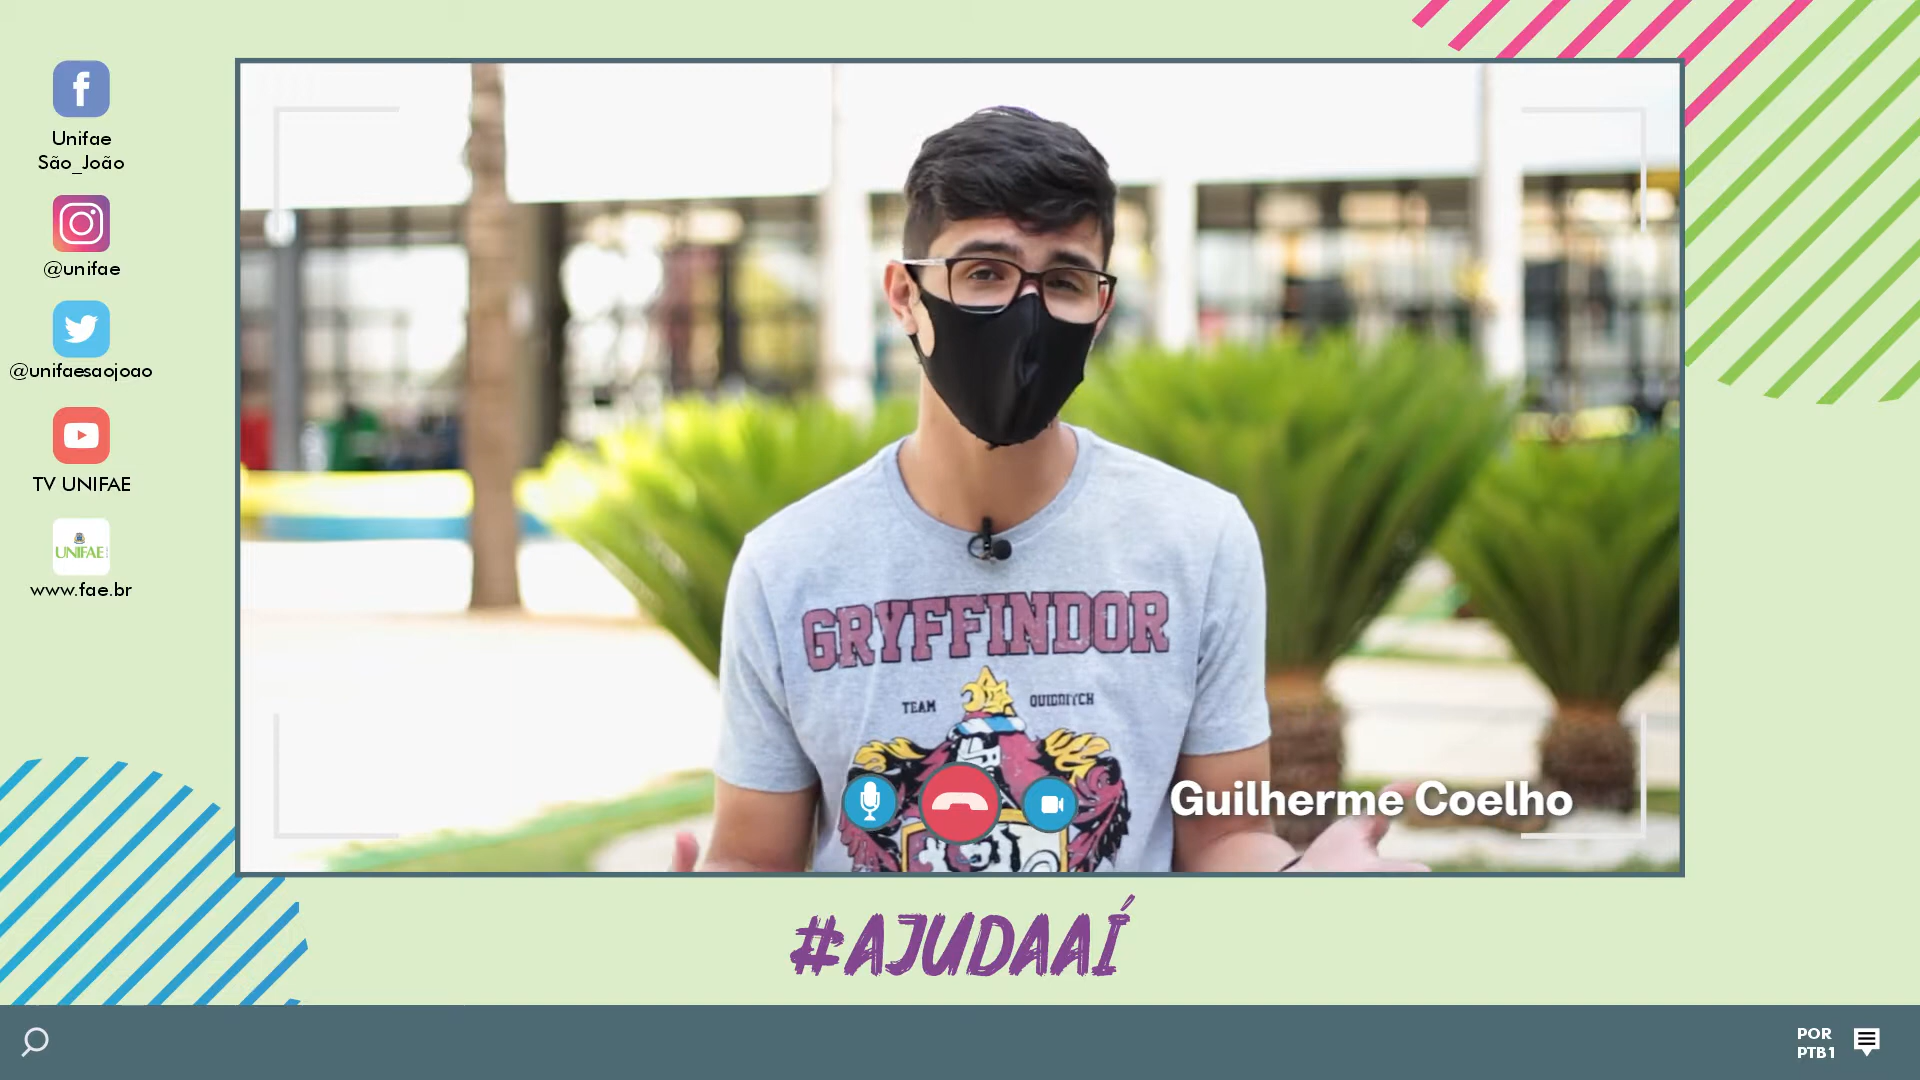 Unifae
São_João
@unifae
@unifaesaojoao
TV UNIFAE
UNIFAE
www.fae.br
GRYFFINDOR
TEAM QUIDDITCH
Guilherme Coelho
#AJUDAAÍ
POR
PTB1